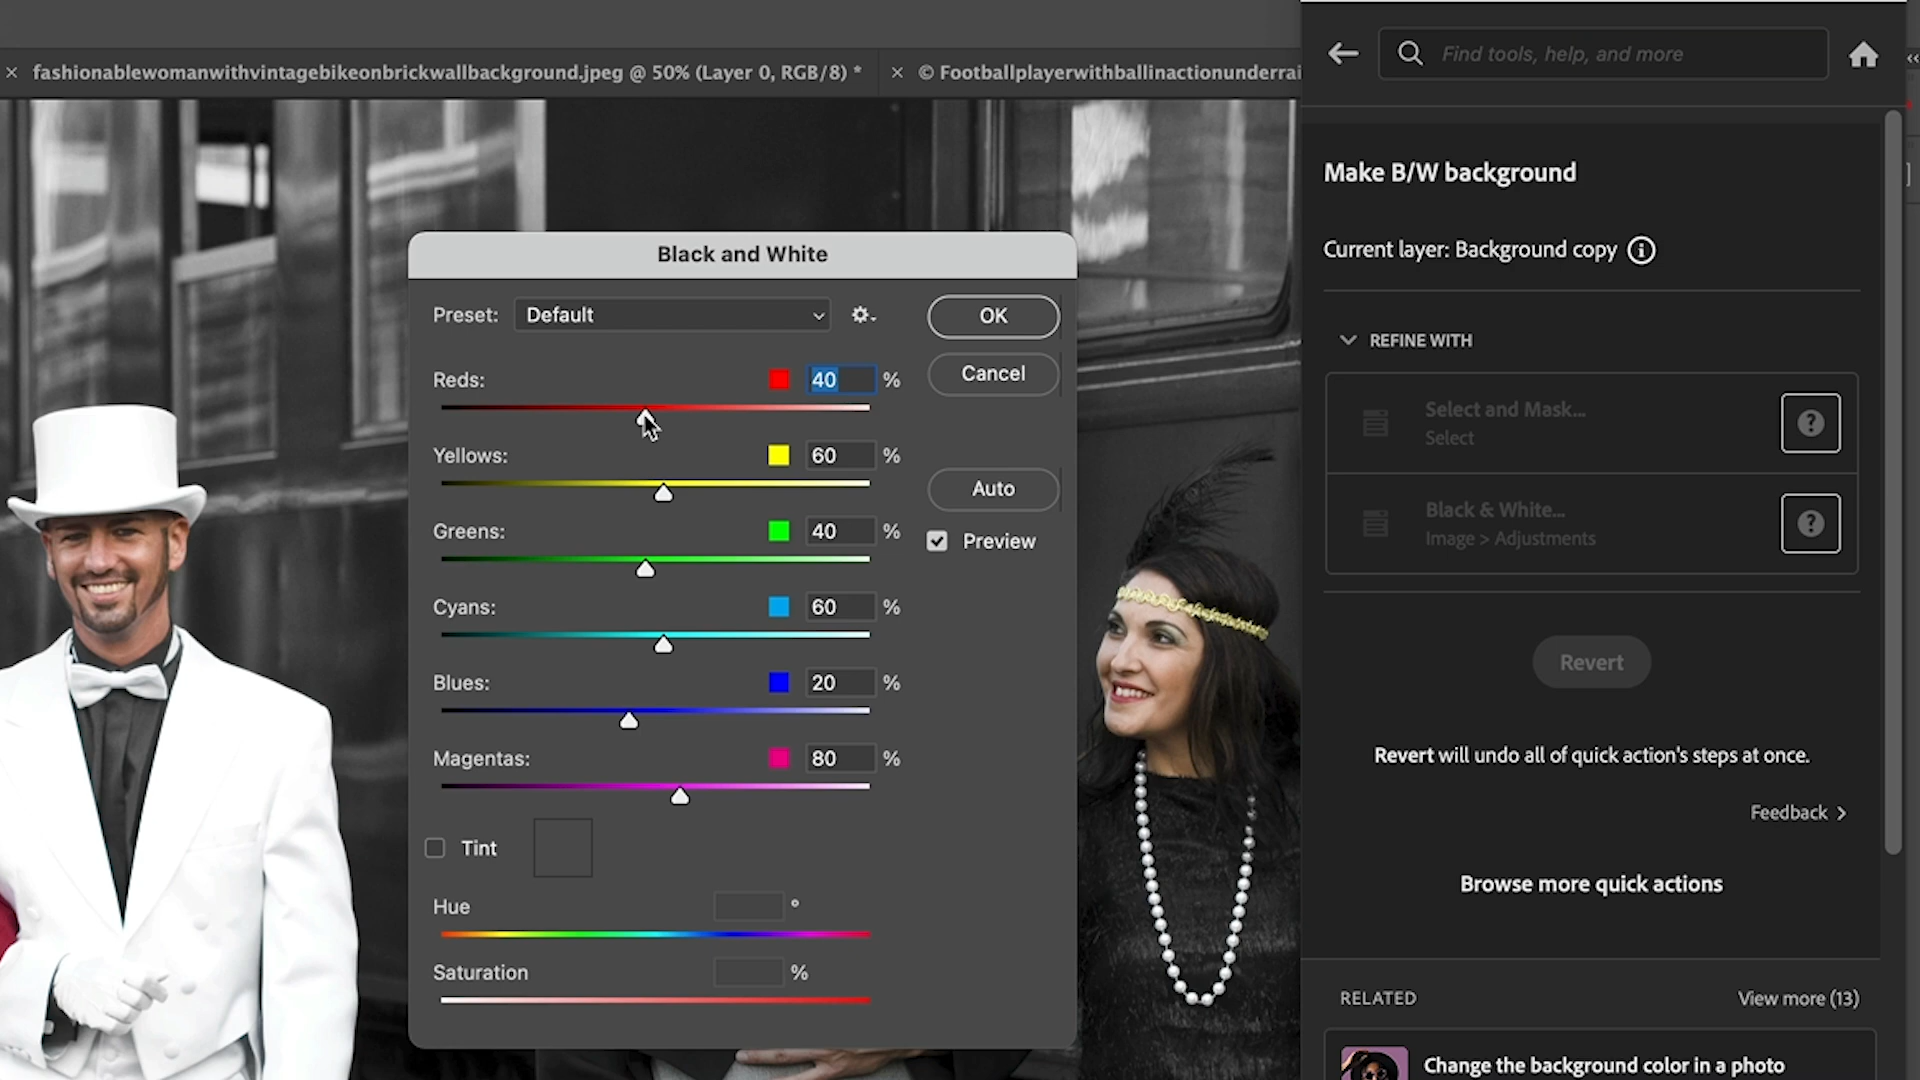 × fashionablewomanwithvintagebikeonbrickwallbackground.jpeg @ 50% (Layer 0, RGB/8) *
× © Footballplayerwithballinactionunderrai
Black and White
Preset: Default
OK
Cancel
Auto
Preview
Reds: 40 %
Yellows: 60 %
Greens: 40 %
Cyans: 60 %
Blues: 20 %
Magentas: 80 %
Tint
Hue °
Saturation %
Find tools, help, and more
Make B/W background
Current layer: Background copy
REFINE WITH
Select and Mask...
Select
?
Black & White...
Image > Adjustments
?
Revert
Revert will undo all of quick action's steps at once.
Feedback >
Browse more quick actions
RELATED
View more (13)
Change the background color in a photo